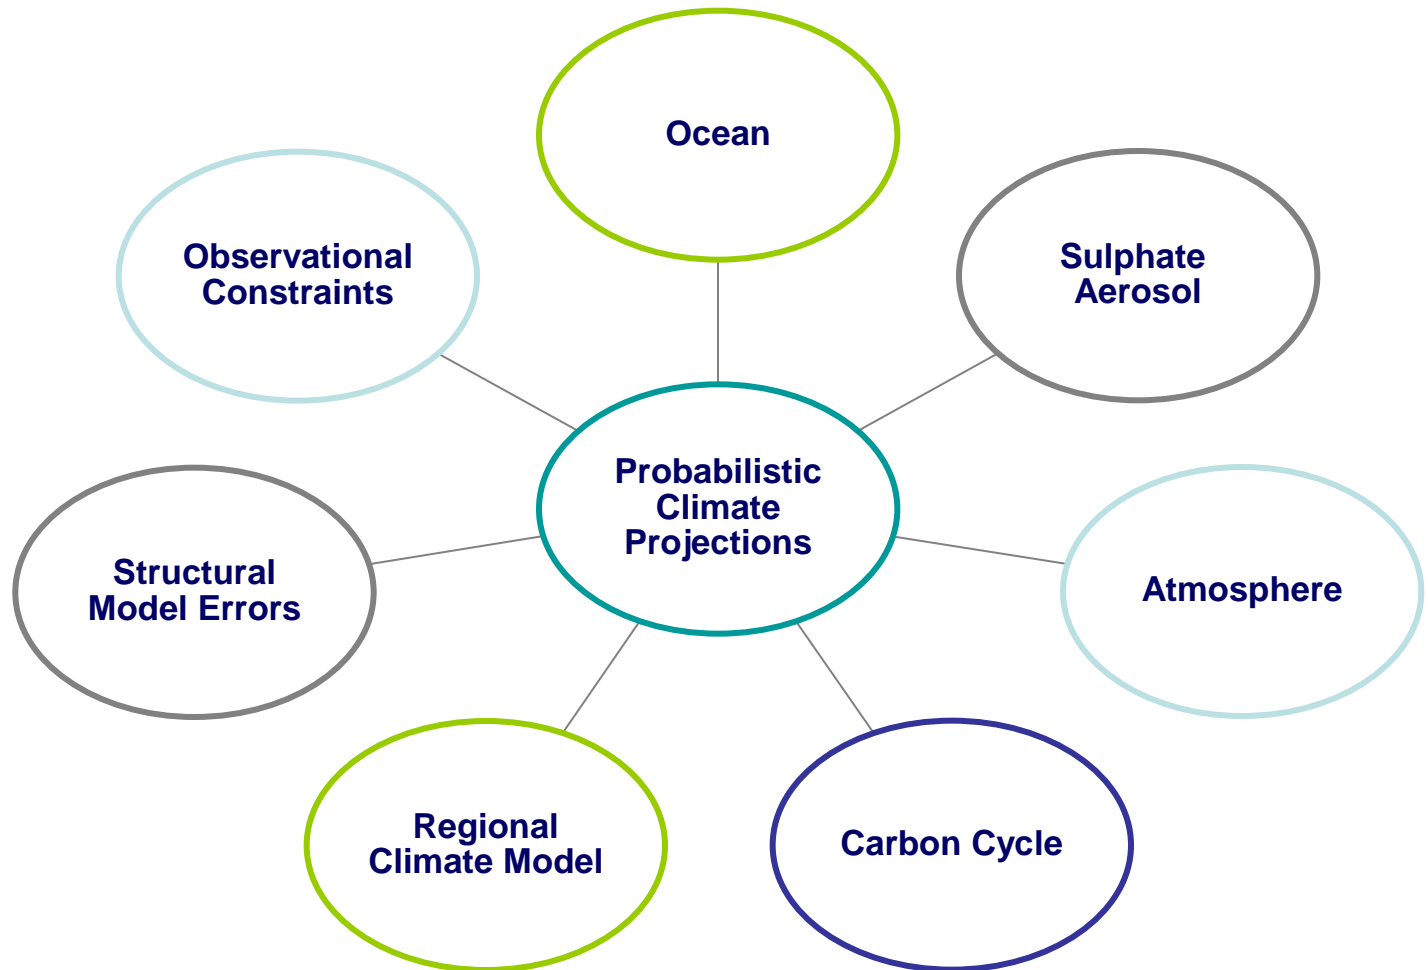 Ocean
Observational
Constraints
Sulphate
Aerosol
Probabilistic
Climate
Projections
Structural
Model Errors
Atmosphere
Regional
Climate Model
Carbon Cycle